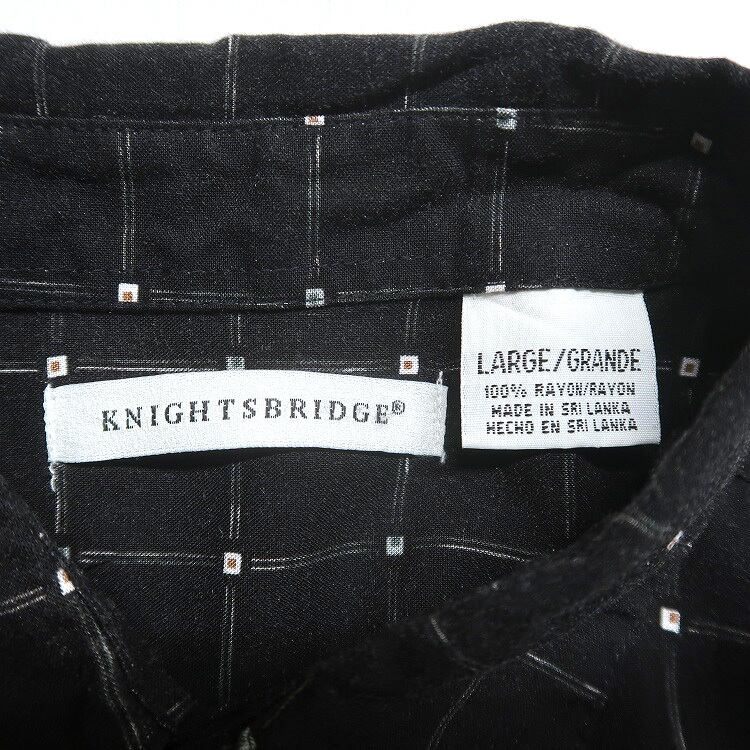 KNIGHTSBRIDGE®
LARGE/GRANDE
100% RAYON/RAYON
MADE IN SRI LANKA
HECHO EN SRI LANKA